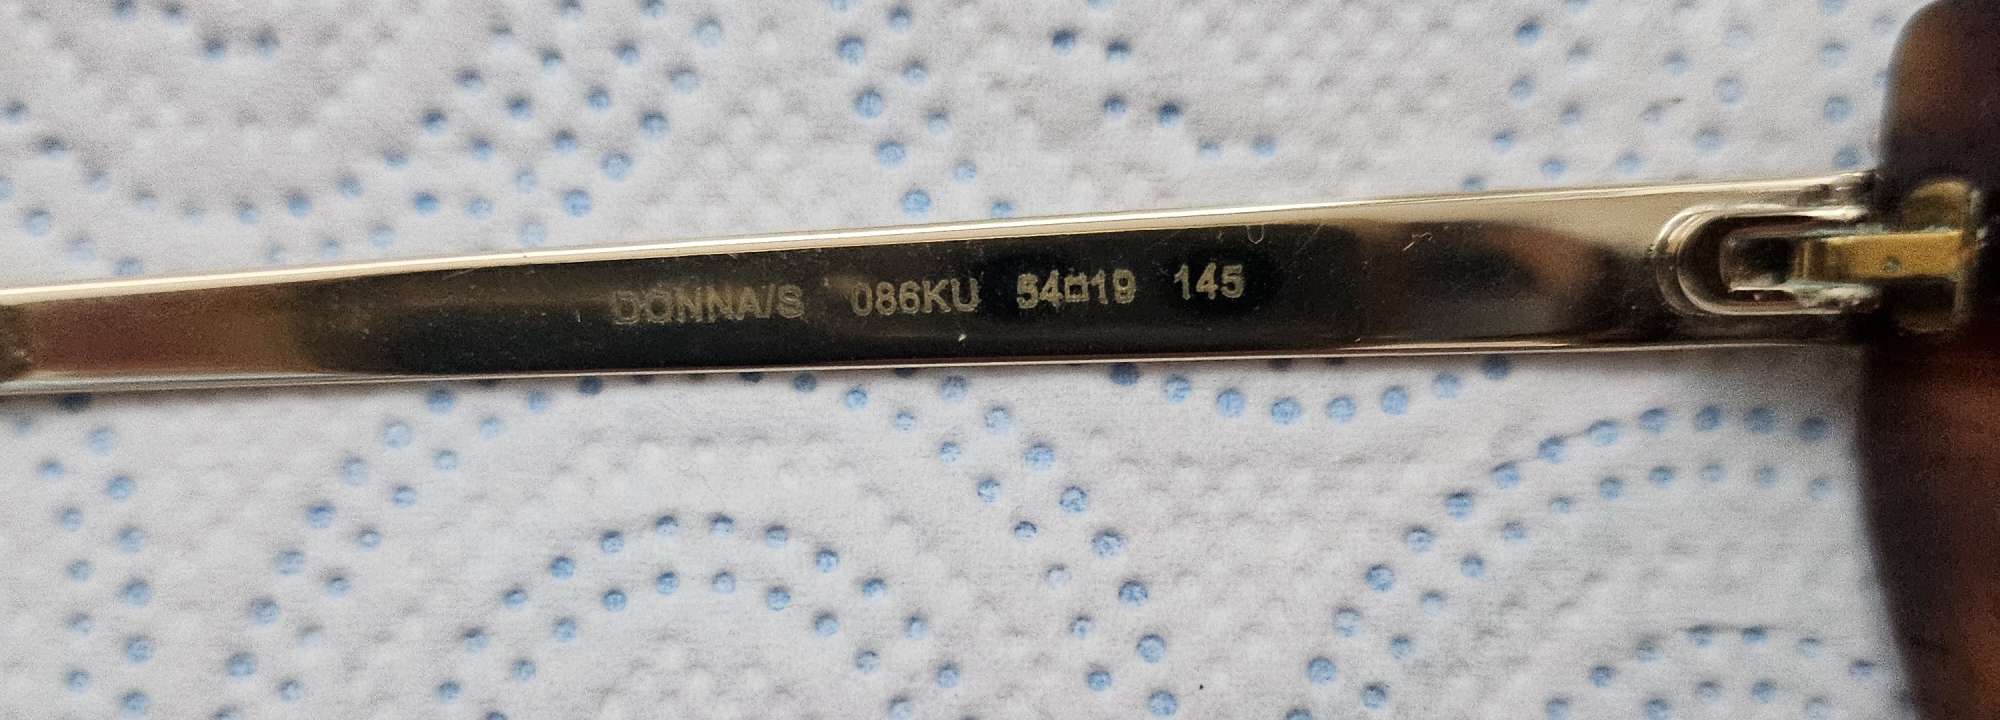 DONNA/S 086KU 54□19 145